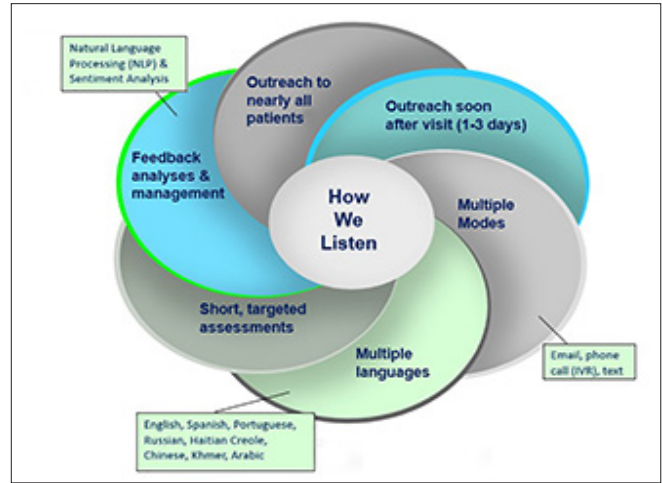 Natural Language
Processing (NLP) &
Sentiment Analysis
Outreach to
nearly all
patients
Outreach soon
after visit (1-3 days)
Feedback
analyses &
management
How
We
Listen
Multiple
Modes
Short, targeted
assessments
Multiple
languages
Email, phone
call (IVR), text
English, Spanish, Portuguese,
Russian, Haitian Creole,
Chinese, Khmer, Arabic